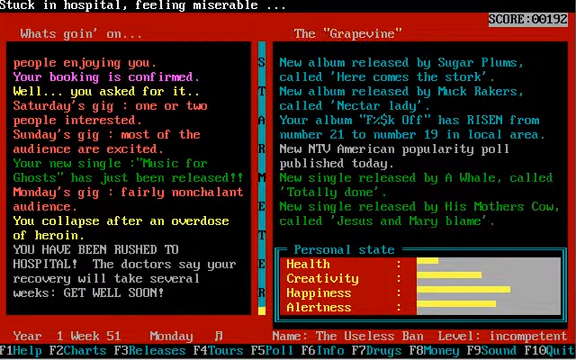 Stuck in hospital, feeling miserable ...
SCORE:00192
Whats goin' on...
people enjoying you.
Your booking is confirmed.
Well... you asked for it..
Saturday's gig : one or two
people interested.
Sunday's gig : most of the
audience are excited.
Your new single :"Music for
Ghosts" has just been released!!
Monday's gig : fairly nonchalant
audience.
You collapse after an overdose
of heroin.
YOU HAVE BEEN RUSHED TO
HOSPITAL!  The doctors say your
recovery will take several
weeks: GET WELL SOON!
S
T
A
R
M
E
T
E
R
The "Grapevine"
New album released by Sugar Plums,
called 'Here comes the stork'.
New album released by Muck Rakers,
called 'Nectar lady'.
Your album "F%$k Off" has RISEN from
number 21 to number 19 in local area.
New NTV American popularity poll
published today.
New single released by A Whale, called
'Totally done'.
New single released by His Mothers Cow,
called 'Jesus and Mary blame'.
Personal state
Health :
Creativity :
Happiness :
Alertness :
Year 1 Week 51 Monday ♫ Name: The Useless Ban Level: incompetent
F1Help F2Charts F3Releases F4Tours F5Poll F6Info F7Drugs F8Money F9Sound F10Quit